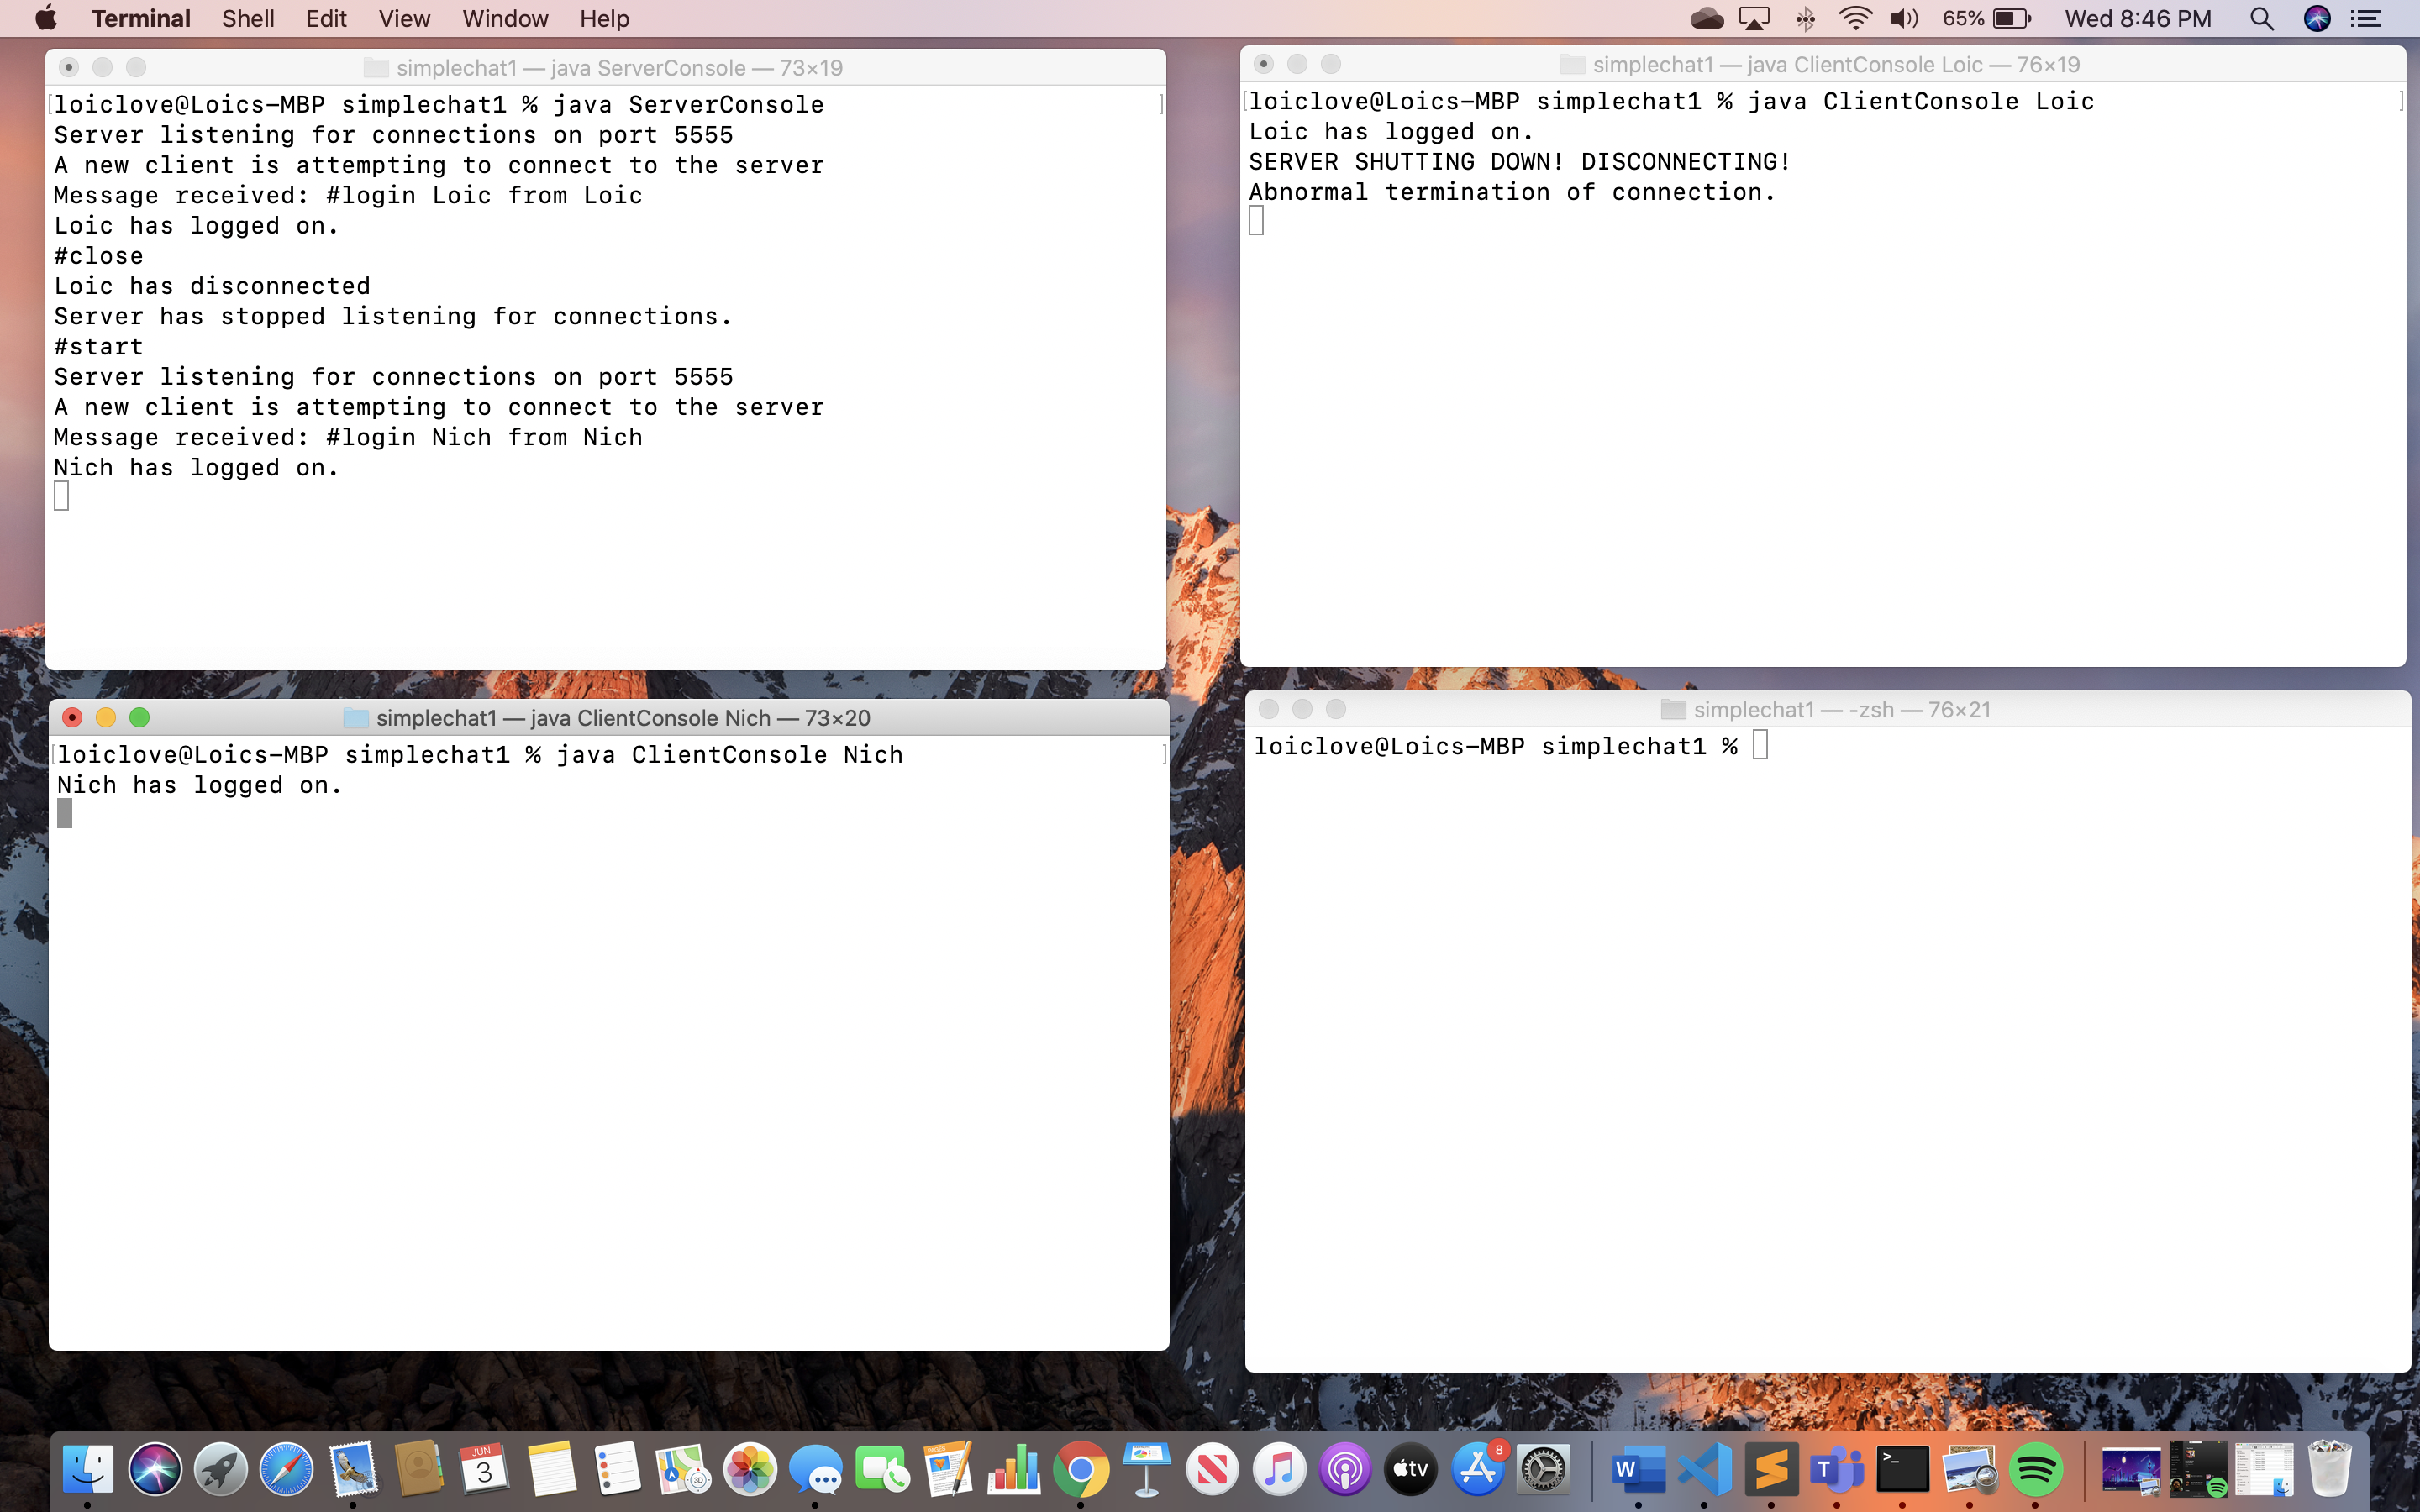 Terminal Shell Edit View Window Help 65% Wed 8:46 PM
simplechat1 — java ServerConsole — 73×19
loiclove@Loics-MBP simplechat1 % java ServerConsole
Server listening for connections on port 5555
A new client is attempting to connect to the server
Message received: #login Loic from Loic
Loic has logged on.
#close
Loic has disconnected
Server has stopped listening for connections.
#start
Server listening for connections on port 5555
A new client is attempting to connect to the server
Message received: #login Nich from Nich
Nich has logged on.
simplechat1 — java ClientConsole Loic — 76×19
loiclove@Loics-MBP simplechat1 % java ClientConsole Loic
Loic has logged on.
SERVER SHUTTING DOWN! DISCONNECTING!
Abnormal termination of connection.
simplechat1 — java ClientConsole Nich — 73×20
loiclove@Loics-MBP simplechat1 % java ClientConsole Nich
Nich has logged on.
simplechat1 — -zsh — 76×21
loiclove@Loics-MBP simplechat1 %
JUN
3
3D
PAGES
tv
8
W
T
>_